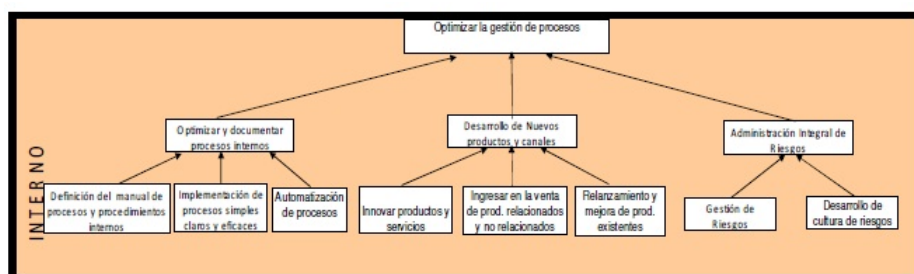 Optimizar la gestión de procesos
Optimizar y documentar
procesos internos
Desarrollo de Nuevos
productos y canales
Administración Integral de
Riesgos
INTERNO
Definición del manual de
procesos y procedimientos
internos
Implementación de
procesos simples
claros y eficaces
Automatización
de procesos
Innovar productos y
servicios
Ingresar en la venta
de prod. relacionados
y no relacionados
Relanzamiento y
mejora de prod.
existentes
Gestión de
Riesgos
Desarrollo de
cultura de riesgos